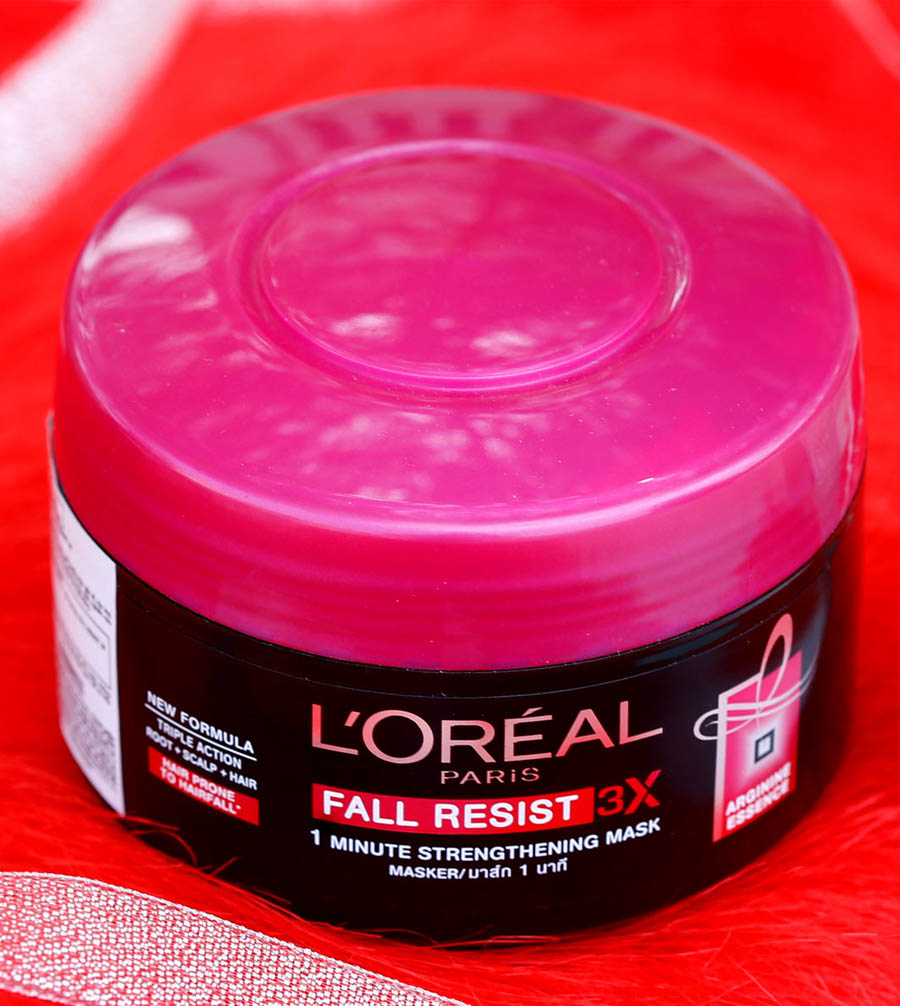 NEW FORMULA
TRIPLE ACTION
ROOT + SCALP + HAIR
HAIR PRONE
TO HAIRFALL*
L'ORÉAL
PARIS
FALL RESIST 3X
1 MINUTE STRENGTHENING MASK
MASKER/มาส์ก 1 นาที
ARGININE
ESSENCE